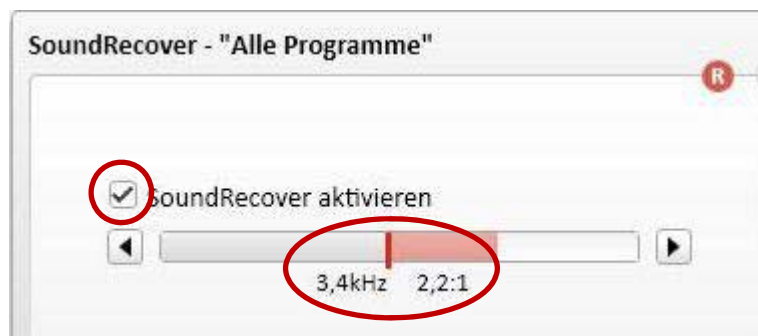 SoundRecover - "Alle Programme"
R
SoundRecover aktivieren
3,4kHz 2,2:1